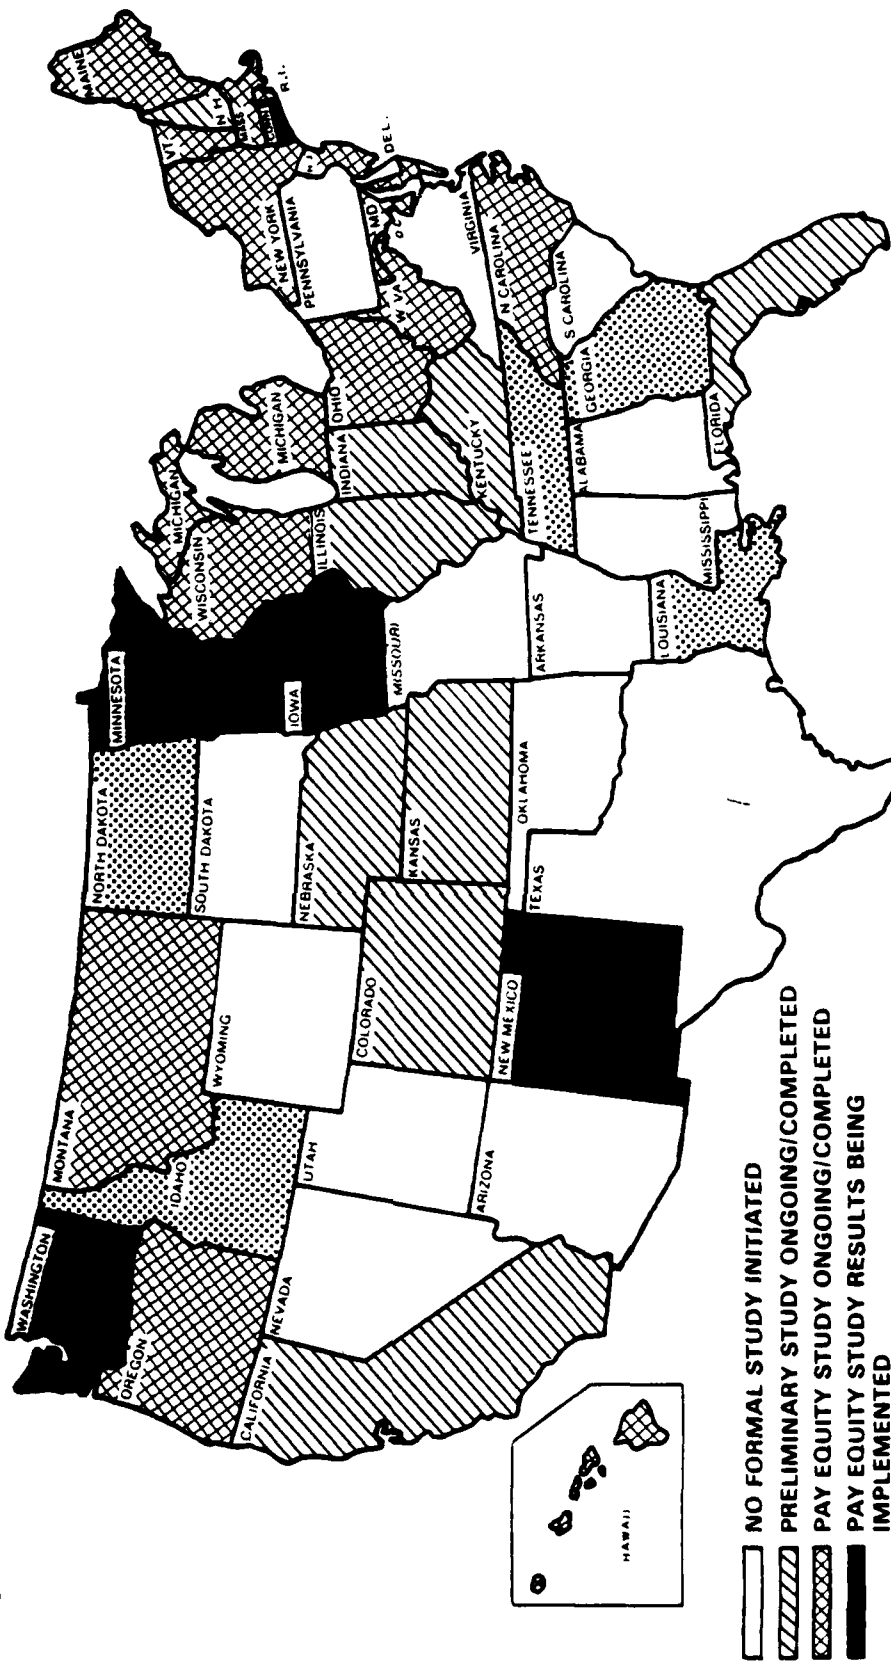 WASHINGTON
OREGON
CALIFORNIA
NEVADA
IDAHO
MONTANA
WYOMING
UTAH
ARIZONA
COLORADO
NEW MEXICO
NORTH DAKOTA
SOUTH DAKOTA
NEBRASKA
KANSAS
OKLAHOMA
TEXAS
MINNESOTA
IOWA
MISSOURI
ARKANSAS
LOUISIANA
WISCONSIN
ILLINOIS
MICHIGAN
MICHIGAN
INDIANA
OHIO
KENTUCKY
TENNESSEE
MISSISSIPPI
ALABAMA
GEORGIA
FLORIDA
S CAROLINA
N CAROLINA
VIRGINIA
W VA
MD
D C
DEL.
PENNSYLVANIA
N J
NEW YORK
CONN
R.I.
MASS
VT
N H
MAINE
HAWAII
NO FORMAL STUDY INITIATED
PRELIMINARY STUDY ONGOING/COMPLETED
PAY EQUITY STUDY ONGOING/COMPLETED
PAY EQUITY STUDY RESULTS BEING
IMPLEMENTED